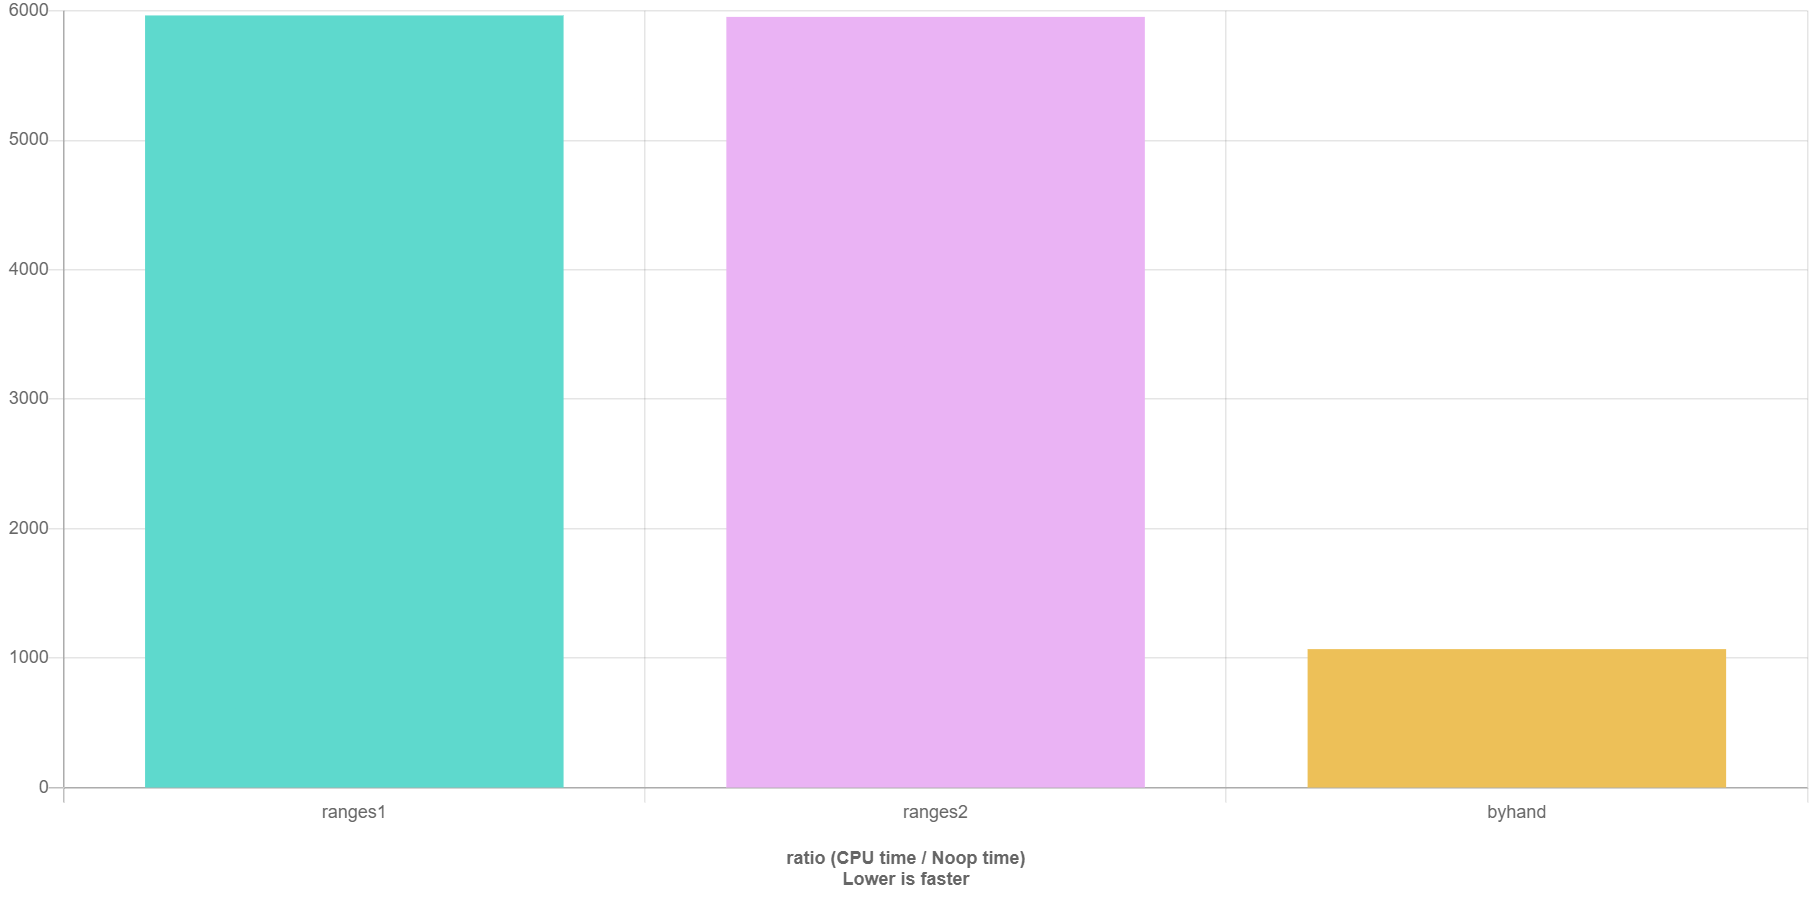 6000
5000
4000
3000
2000
1000
0
ranges1 ranges2 byhand
ratio (CPU time / Noop time)
Lower is faster